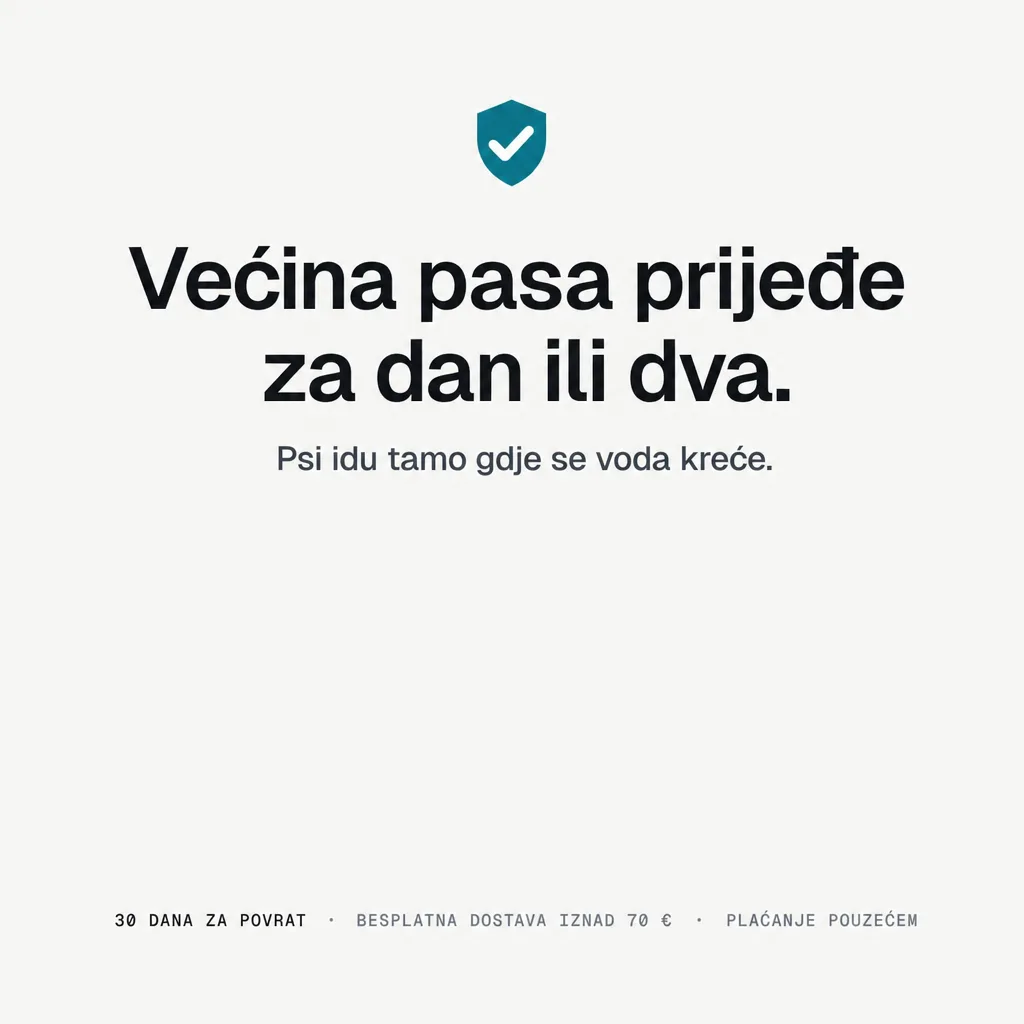 Većina pasa prijeđe
za dan ili dva.
Psi idu tamo gdje se voda kreće.
30 DANA ZA POVRAT · BESPLATNA DOSTAVA IZNAD 70 € · PLAĆANJE POUZEĆEM